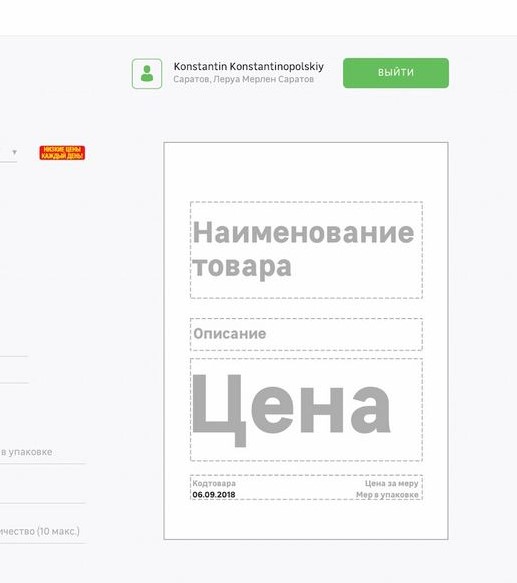 Konstantin Konstantinopolskiy
Саратов, Леруа Мерлен Саратов
ВЫЙТИ
НИЗКИЕ ЦЕНЫ
КАЖДЫЙ ДЕНЬ!
Наименование
товара
Описание
Цена
Кодтовара
Цена за меру
06.09.2018
Мер в упаковке
в упаковке
ичество (10 макс.)